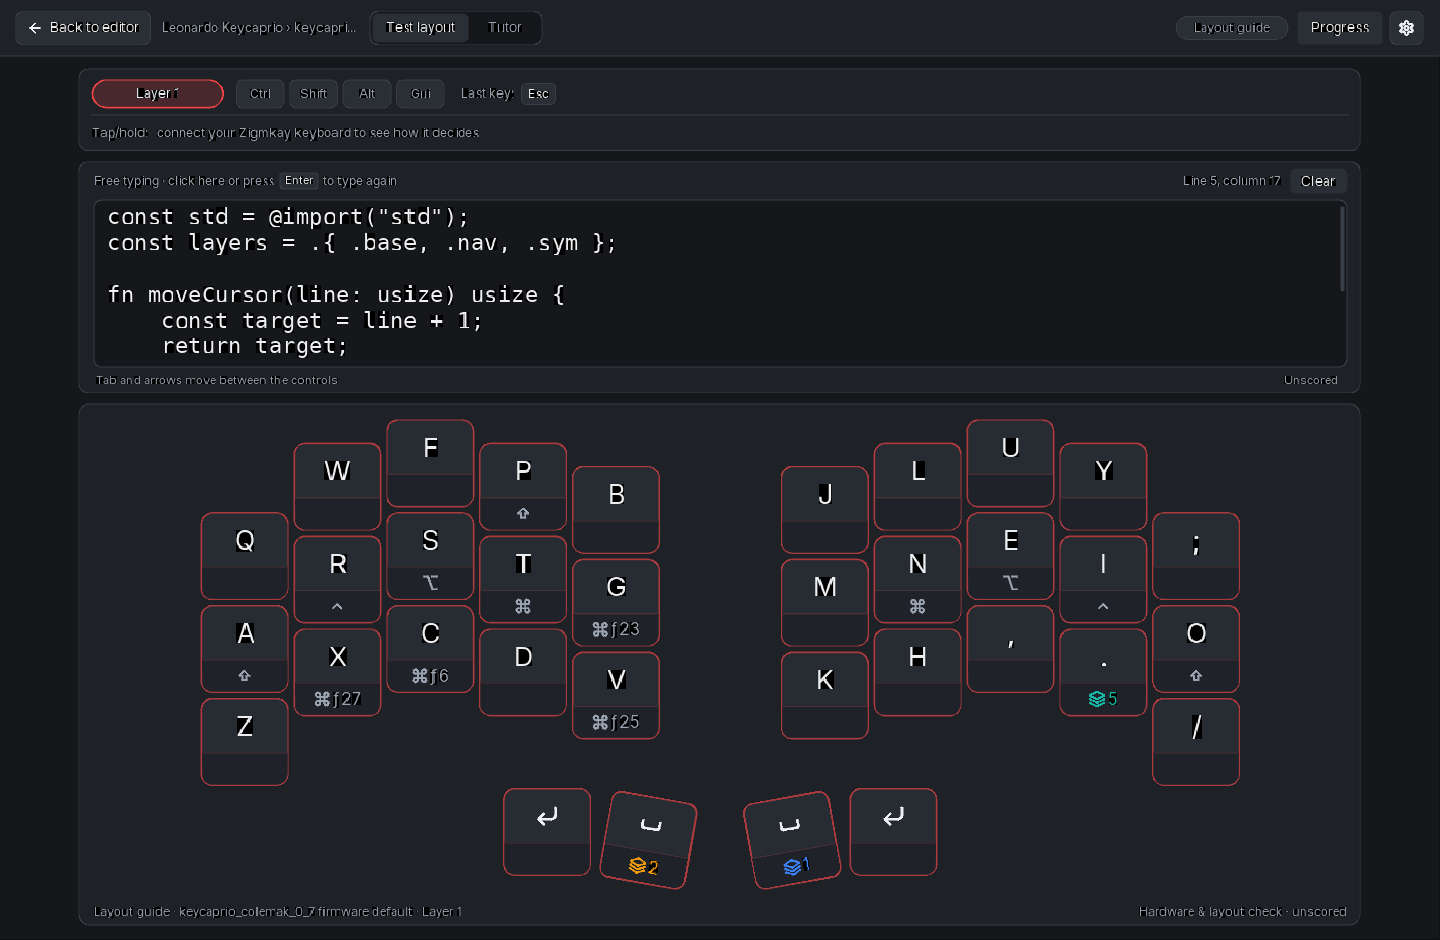 Back to editor
Leonardo Keycaprio › keycapri...
Test layout
Tutor
Layout guide
Progress
Layer 1
Ctrl
Shift
Alt
Gui
Last key: Esc
Tap/hold: connect your Zigmkay keyboard to see how it decides
Free typing · click here or press Enter to type again
Line 5, column 17
Clear
const std = @import("std");
const layers = .{ .base, .nav, .sym };
fn moveCursor(line: usize) usize {
const target = line + 1;
return target;
Tab and arrows move between the controls
Unscored
F U
W P L Y
⇧
B J
Q S E ;
⌥ ⌥
R T N I
^ ⌘ ⌘ ^
G M
⌘ƒ23
A C , O
⇧ ⌘ƒ6 ⇧
X D H .
⌘ƒ27 5
V K
⌘ƒ25
Z /
2 1
Layout guide · keycaprio_colemak_0_7 firmware default · Layer 1
Hardware & layout check · unscored